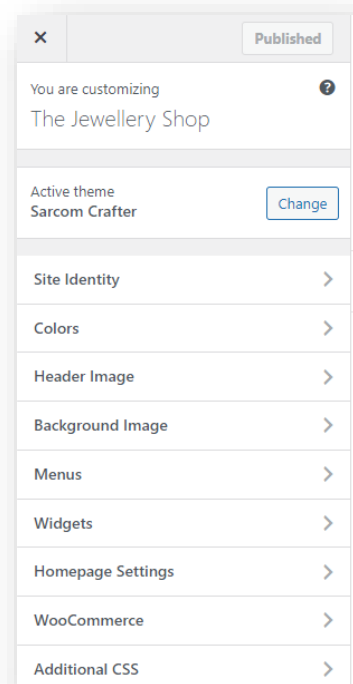 Published
You are customizing
The Jewellery Shop
Active theme
Sarcom Crafter
Change
Site Identity
Colors
Header Image
Background Image
Menus
Widgets
Homepage Settings
WooCommerce
Additional CSS